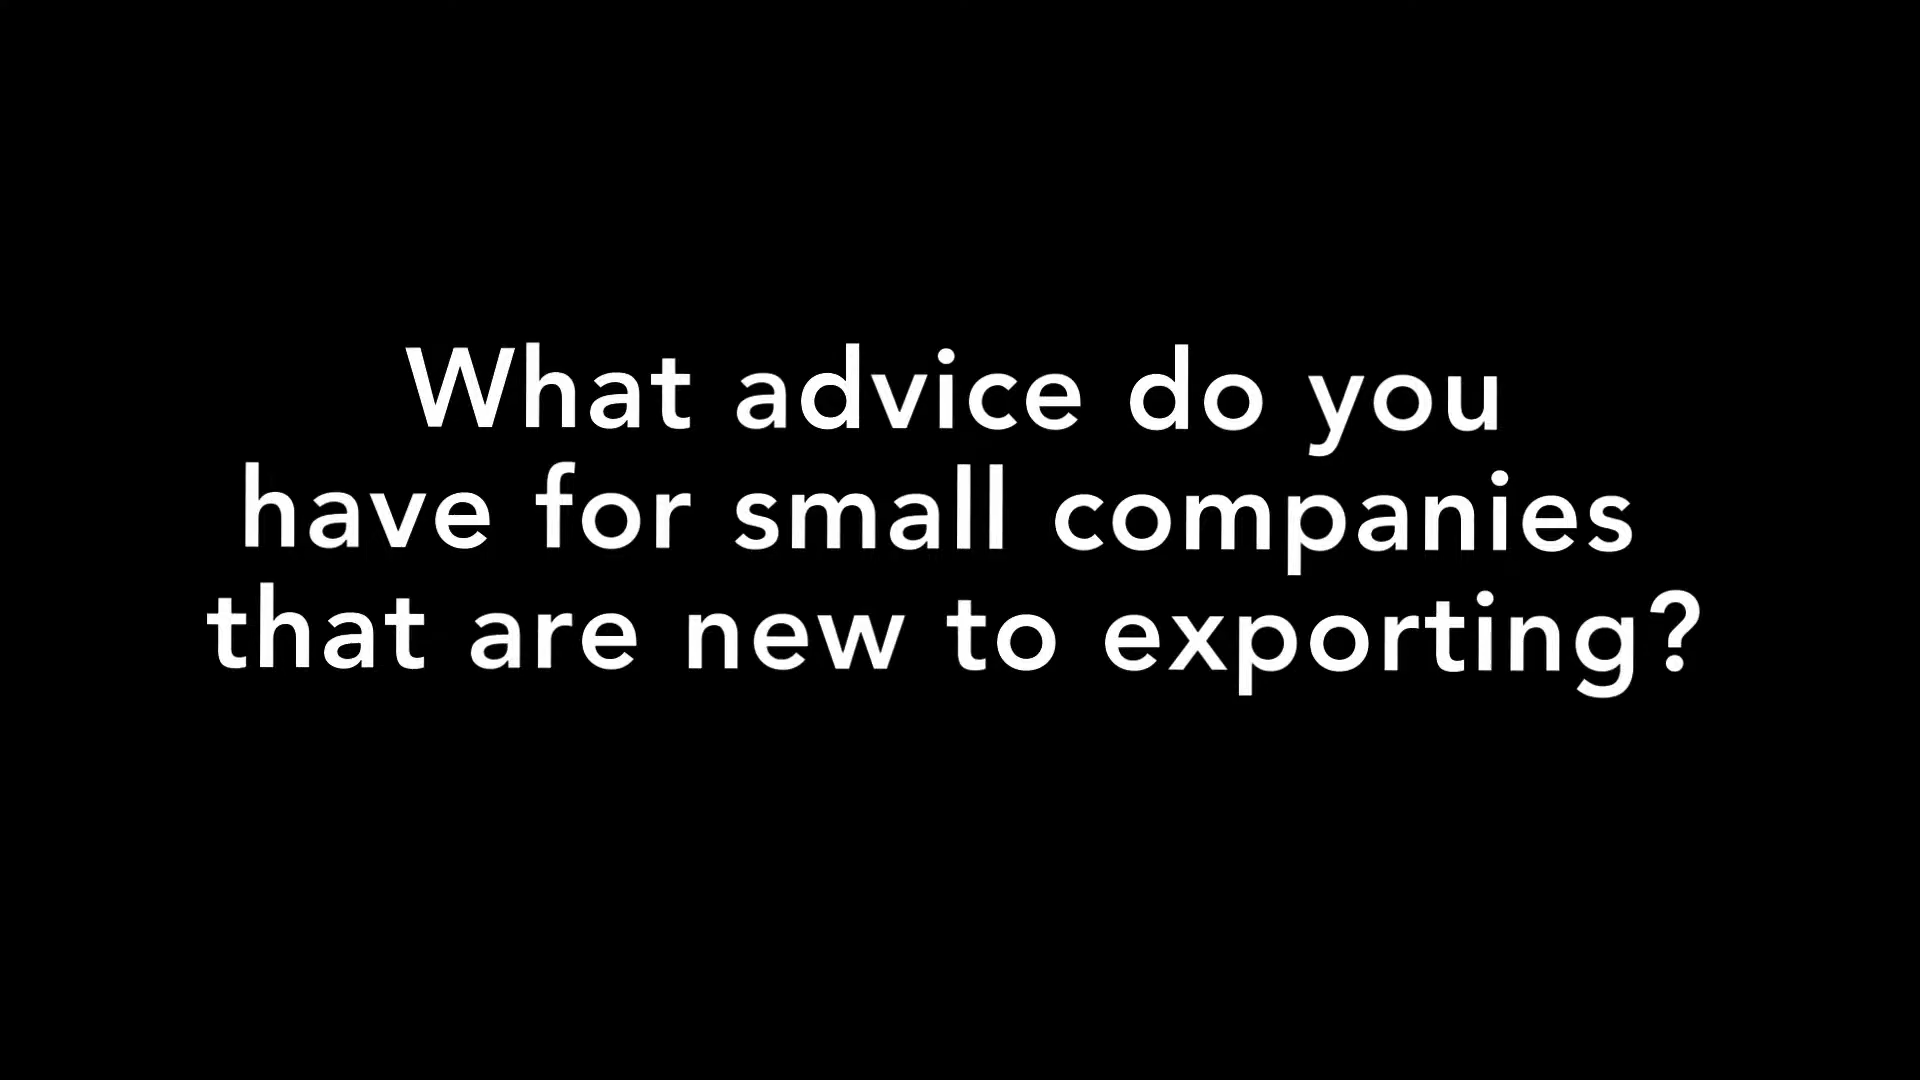 What advice do you
have for small companies
that are new to exporting?